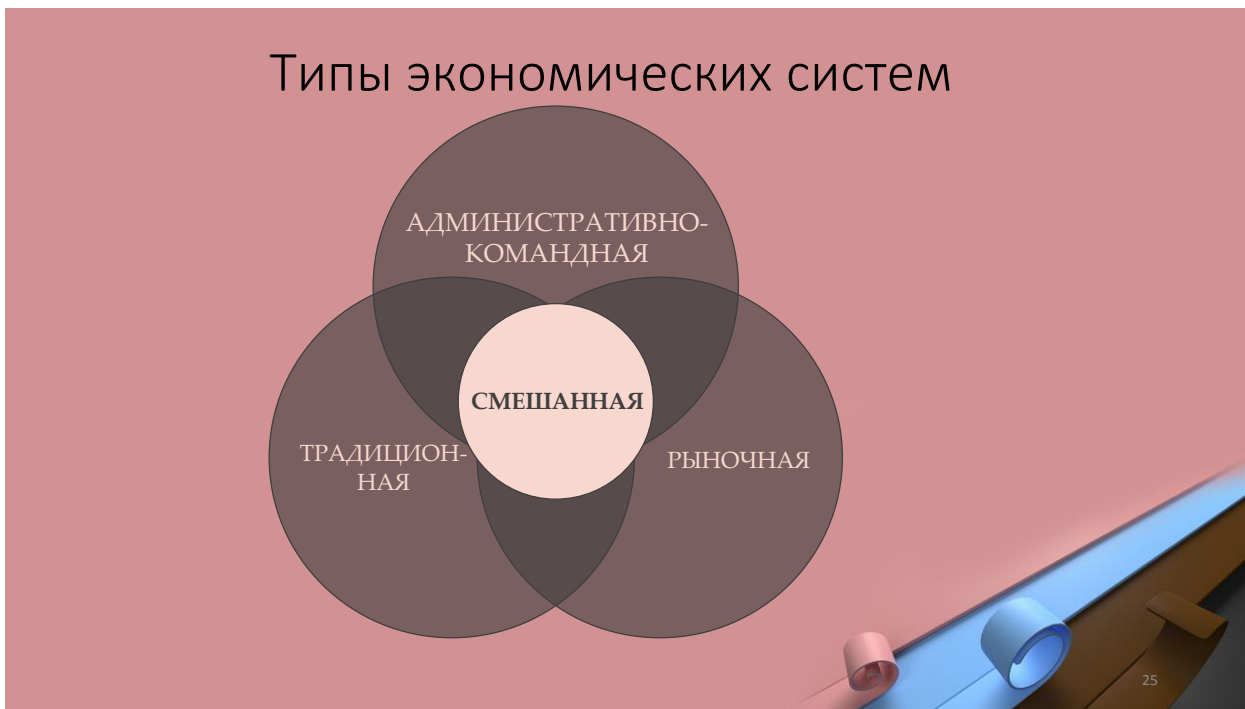 Типы экономических систем
АДМИНИСТРАТИВНО-
КОМАНДНАЯ
СМЕШАННАЯ
ТРАДИЦИОН-
НАЯ
РЫНОЧНАЯ
25